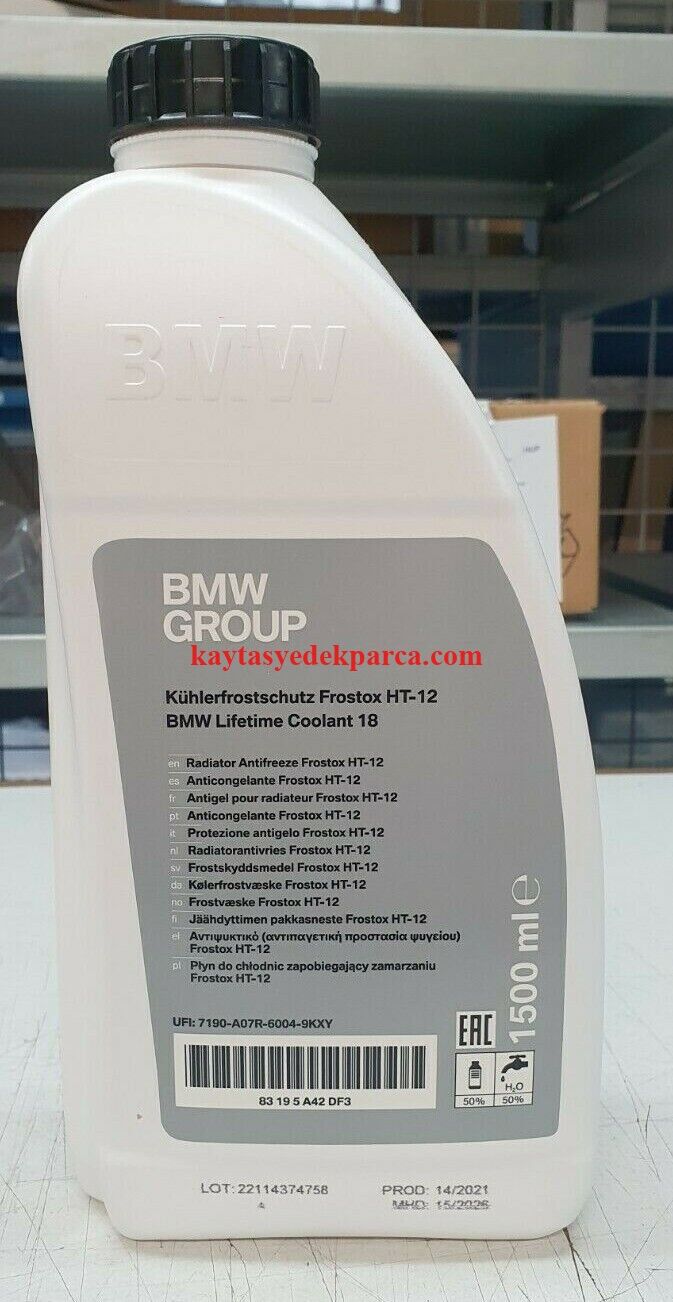 BMW
BMW
GROUP
kaytasyedekparca.com
Kühlerfrostschutz Frostox HT-12
BMW Lifetime Coolant 18
en Radiator Antifreeze Frostox HT-12
es Anticongelante Frostox HT-12
fr Antigel pour radiateur Frostox HT-12
pt Anticongelante Frostox HT-12
it Protezione antigelo Frostox HT-12
nl Radiatorantivries Frostox HT-12
sv Frostskyddsmedel Frostox HT-12
da Kølerfrostvæske Frostox HT-12
no Frostvæske Frostox HT-12
fi Jäähdyttimen pakkasneste Frostox HT-12
el Αντιψυκτικό (αντιπαγετική προστασία ψυγείου)
Frostox HT-12
pt Płyn do chłodnic zapobiegający zamarzaniu
Frostox HT-12
1500 ml e
UFI: 7190-A07R-6004-9KXY
EAC
H₂O
50% 50%
83 19 5 A42 DF3
LOT: 22114374758
PROD: 14/2021
MHD: 15/2026